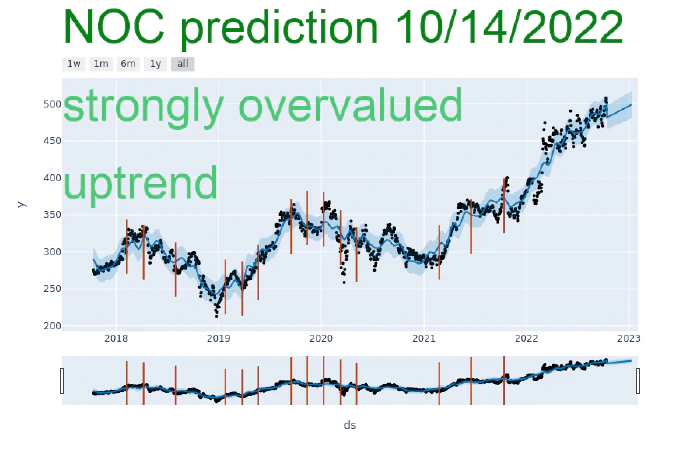 NOC prediction 10/14/2022
1w 1m 6m 1y all
strongly overvalued
uptrend
500
450
400
350
300
250
200
y
2018 2019 2020 2021 2022 2023
ds